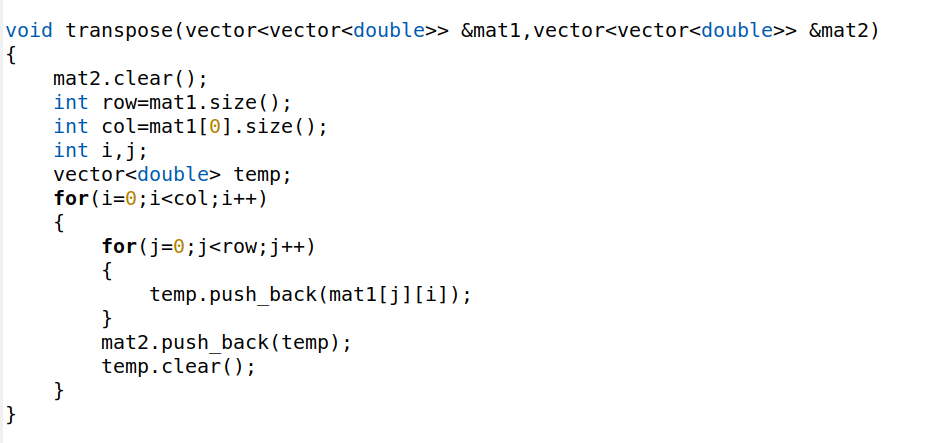 void transpose(vector<vector<double>> &mat1,vector<vector<double>> &mat2)
{
    mat2.clear();
    int row=mat1.size();
    int col=mat1[0].size();
    int i,j;
    vector<double> temp;
    for(i=0;i<col;i++)
    {
        for(j=0;j<row;j++)
        {
            temp.push_back(mat1[j][i]);
        }
        mat2.push_back(temp);
        temp.clear();
    }
}